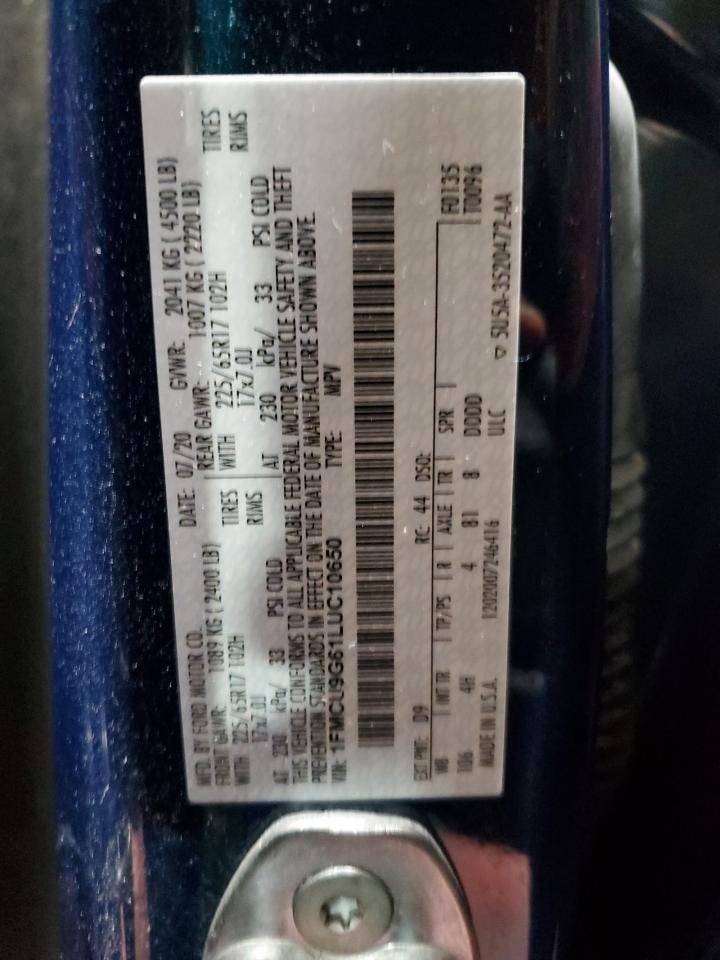 MFD. BY FORD MOTOR CO. DATE: 07/20 GVWR: 2041 KG ( 4500 LB)
FRONT GAWR: 1089 KG ( 2400 LB) REAR GAWR: 1007 KG ( 2220 LB)
WITH 225/65R17 102H TIRES WITH 225/65R17 102H TIRES
17x7.0J RIMS 17x7.0J RIMS
AT 230 kPa/ 33 PSI COLD AT 230 kPa/ 33 PSI COLD
THIS VEHICLE CONFORMS TO ALL APPLICABLE FEDERAL MOTOR VEHICLE SAFETY AND THEFT
PREVENTION STANDARDS IN EFFECT ON THE DATE OF MANUFACTURE SHOWN ABOVE.
VIN: 1FMCU9G61LUC10650 TYPE: MPV
EXT PNT: D9 RC: 44 DSO: F0135
WB INT TR TP/PS R AXLE TR SPR T0096
106 4H 4 81 8 DDDD
MADE IN U.S.A. 1202007246416 ULC ▽ 5U5A-3520472-AA